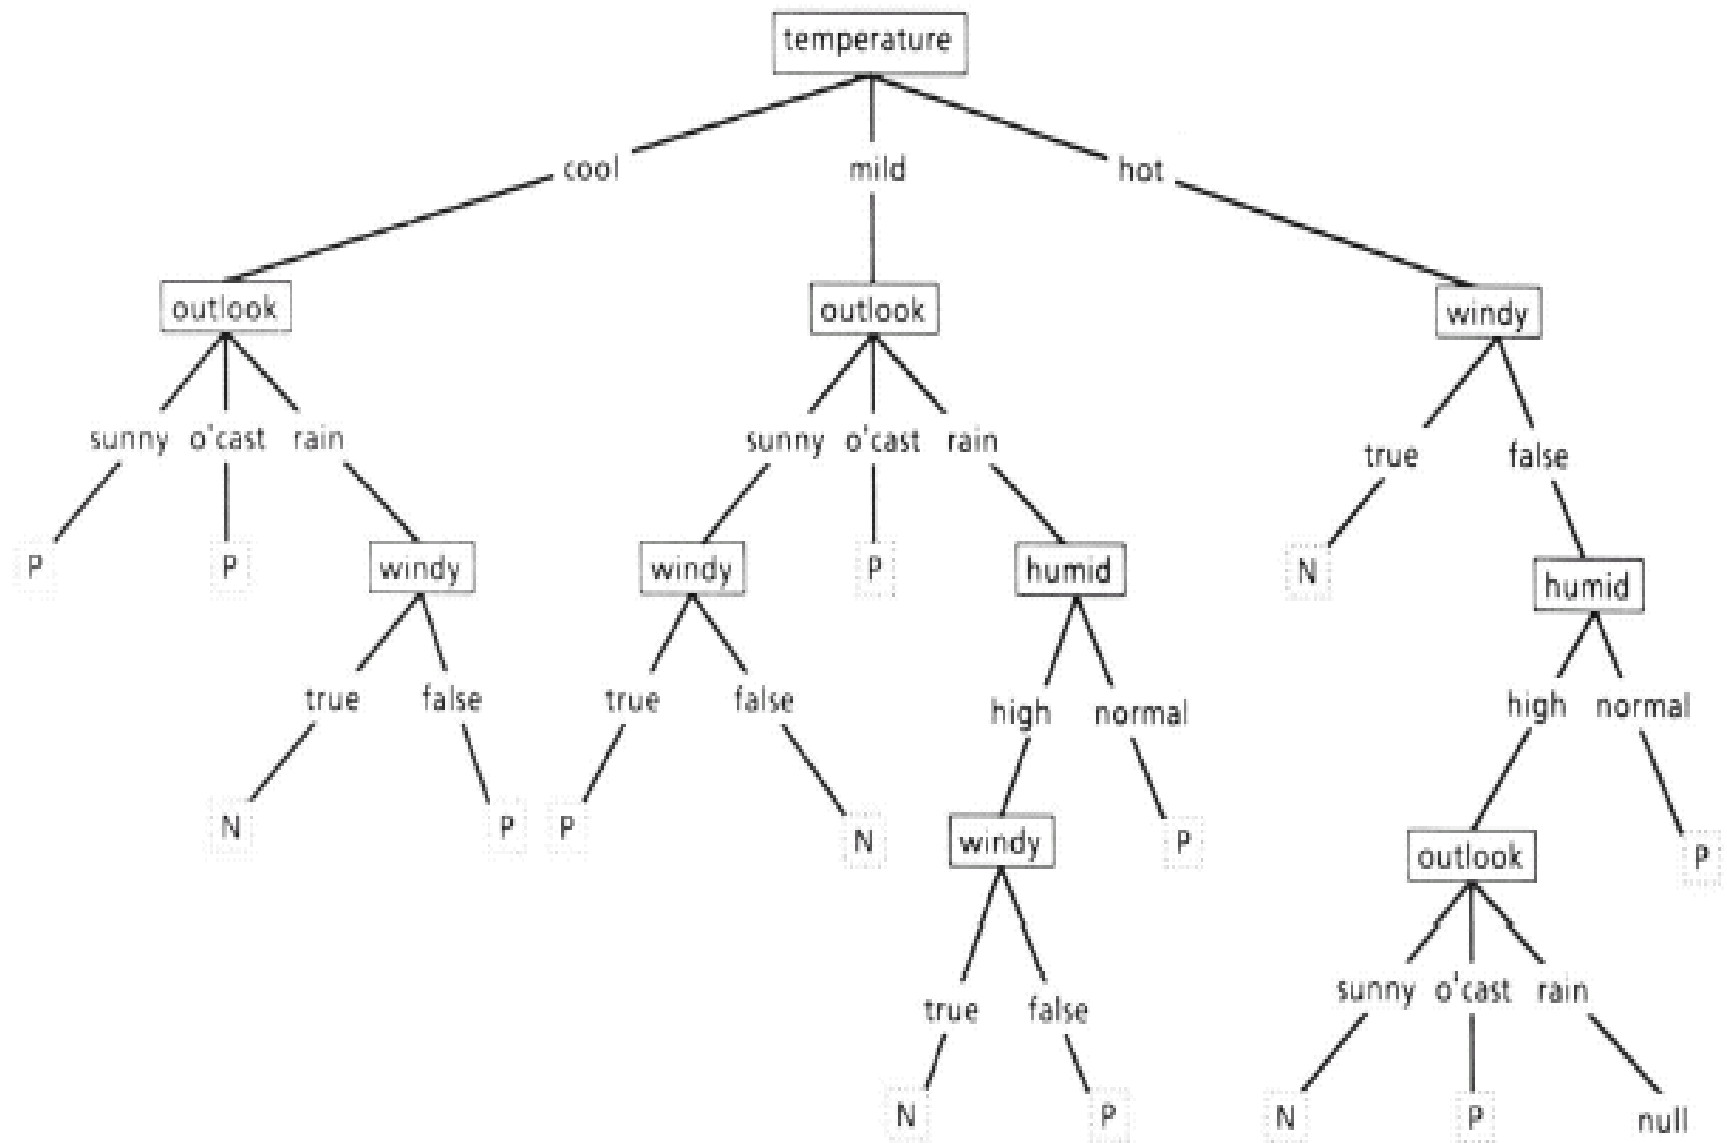 temperature
cool mild hot
outlook outlook windy
sunny o'cast rain sunny o'cast rain true false
P P windy windy P humid N humid
true false true false high normal high normal
N P P N windy P outlook P
true false sunny o'cast rain
N P N P null